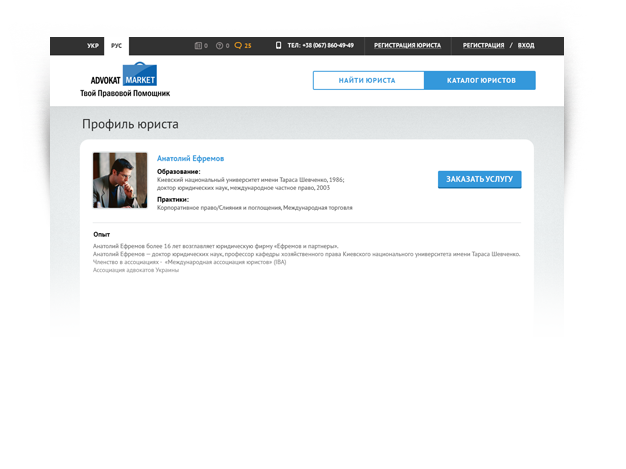 УКР РУС 0 0 25 ТЕЛ: +38 (067) 860-49-49 РЕГИСТРАЦИЯ ЮРИСТА РЕГИСТРАЦИЯ / ВХОД
ADVOKAT MARKET
Твой Правовой Помощник
НАЙТИ ЮРИСТА КАТАЛОГ ЮРИСТОВ
Профиль юриста
Анатолий Ефремов
Образование:
Киевский национальный университет имени Тараса Шевченко, 1986;
доктор юридических наук, международное частное право, 2003
ЗАКАЗАТЬ УСЛУГУ
Практики:
Корпоративное право/Слияния и поглощения, Международная торговля
Опыт
Анатолий Ефремов более 16 лет возглавляет юридическую фирму «Ефремов и партнеры».
Анатолий Ефремов — доктор юридических наук, профессор кафедры хозяйственного права Киевского национального университета имени Тараса Шевченко.
Членство в ассоциациях - «Международная ассоциация юристов» (IBA)
Ассоциация адвокатов Украины